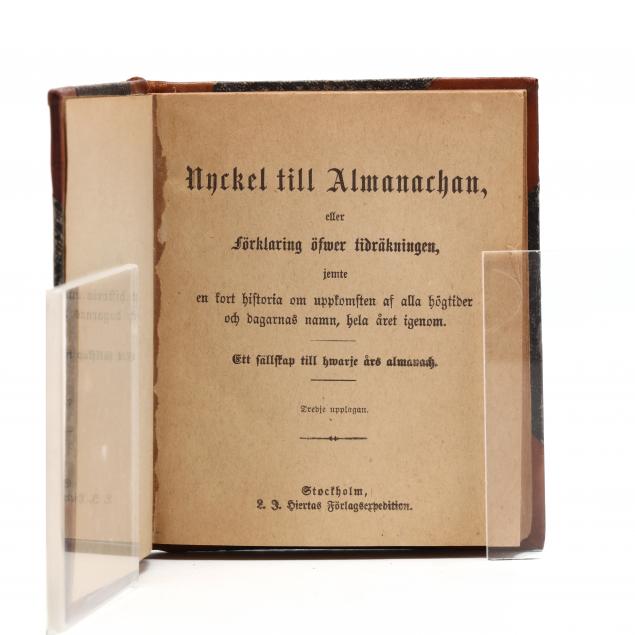 Nyckel till Almanachan,
eller
Förklaring öfwer tidräkningen,
jemte
en kort historia om uppkomsten af alla högtider
och dagarnas namn, hela året igenom.
Ett sällskap till hwarje års almanach.
Tredje upplagan.
Stockholm,
L. J. Hiertas Förlagsexpedition.